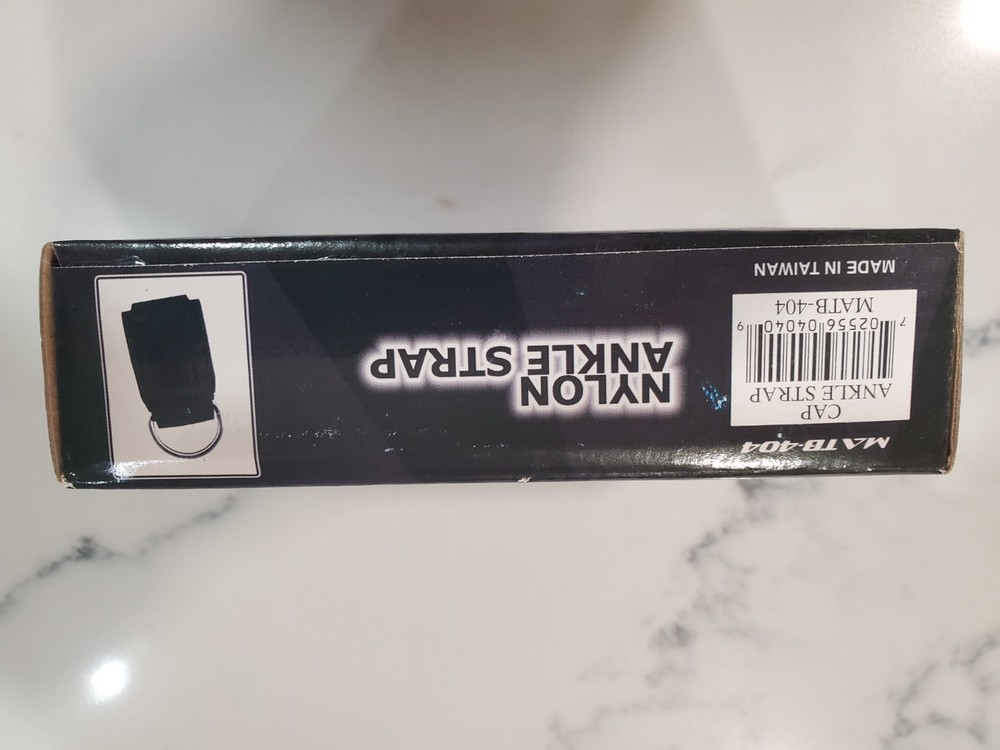 MATB-404
CAP
ANKLE STRAP
7 02556 04040 9
MATB-404
MADE IN TAIWAN
NYLON
ANKLE STRAP